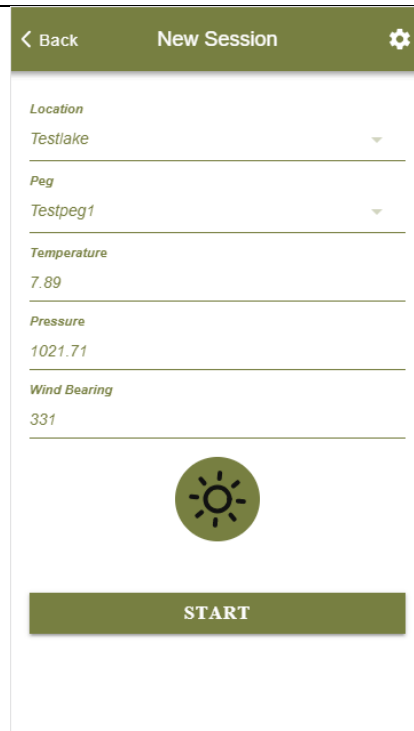 Back New Session
Location
Testlake
Peg
Testpeg1
Temperature
7.89
Pressure
1021.71
Wind Bearing
331
START